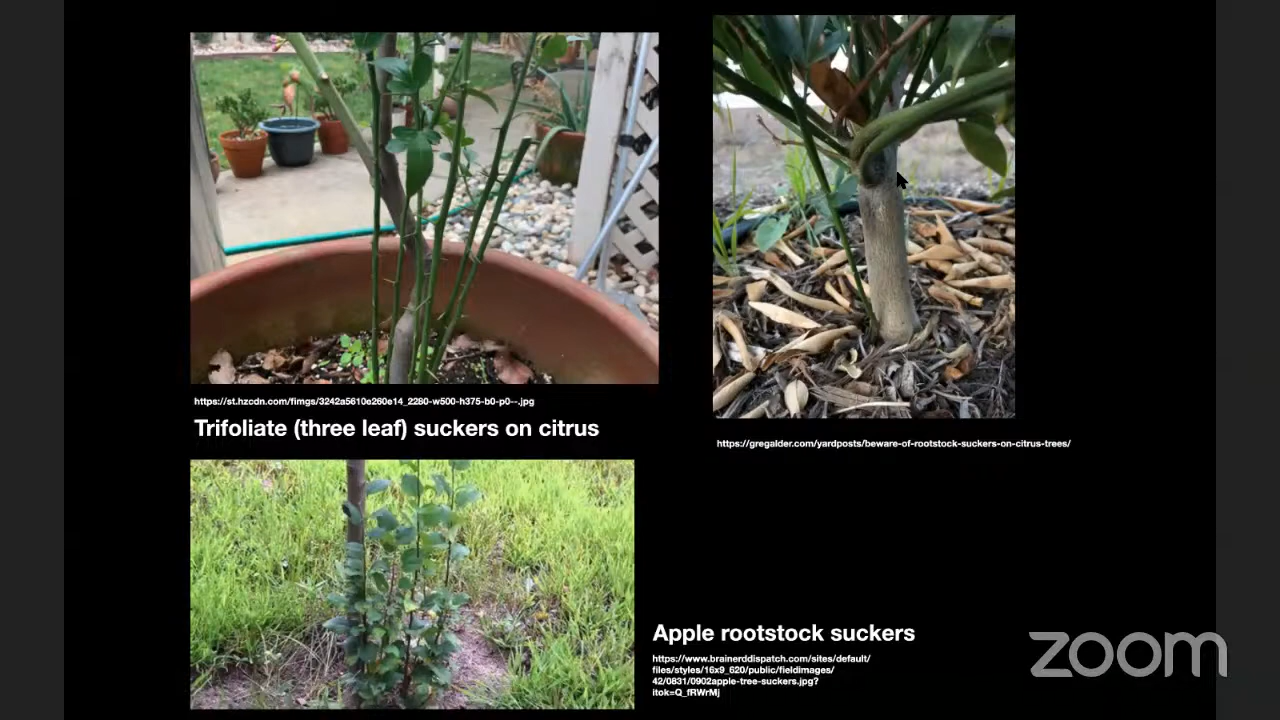 https://st.hzcdn.com/fimgs/3242a5610e260e14_2280-w500-h375-b0-p0--.jpg
Trifoliate (three leaf) suckers on citrus
https://gregalder.com/yardposts/beware-of-rootstock-suckers-on-citrus-trees/
Apple rootstock suckers
https://www.brainerddispatch.com/sites/default/
files/styles/16x9_620/public/fieldimages/
42/0831/0902apple-tree-suckers.jpg?
itok=Q_fRWrMj
zoom